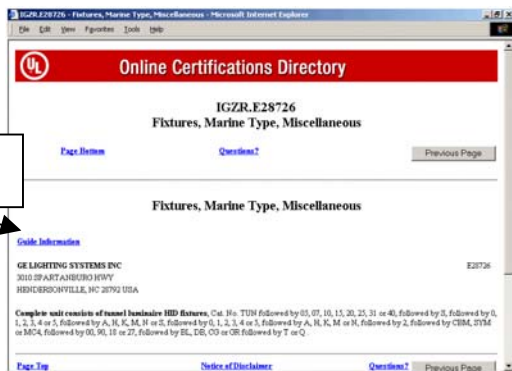 IGZR.E28726 - Fixtures, Marine Type, Miscellaneous - Microsoft Internet Explorer
File Edit View Favorites Tools Help
UL
Online Certifications Directory
IGZR.E28726
Fixtures, Marine Type, Miscellaneous
Page Bottom Questions? Previous Page
Fixtures, Marine Type, Miscellaneous
Guide Information
GE LIGHTING SYSTEMS INC E28726
3010 SPARTANBURG HWY
HENDERSONVILLE, NC 28792 USA
Complete unit consists of tunnel luminaire HID fixtures, Cat. No. TUN followed by 05, 07, 10, 15, 20, 25, 31 or 40, followed by S, followed by 0,
1, 2, 3, 4 or 5, followed by A, H, K, M, N or S, followed by 0, 1, 2, 3, 4 or 5, followed by A, H, K, M or N, followed by 2, followed by CBM, SYM
or MC4, followed by 00, 90, 18 or 27, followed by EL, DB, CG or GR followed by T or Q.
Page Top Notice of Disclaimer Questions? Previous Page